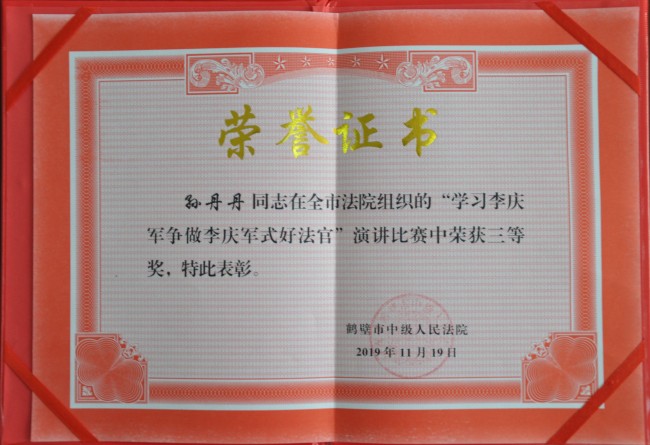 荣誉证书
孙丹丹同志在全市法院组织的“学习李庆
军争做李庆军式好法官”演讲比赛中荣获三等
奖，特此表彰。
鹤壁市中级人民法院
2019年11月19日